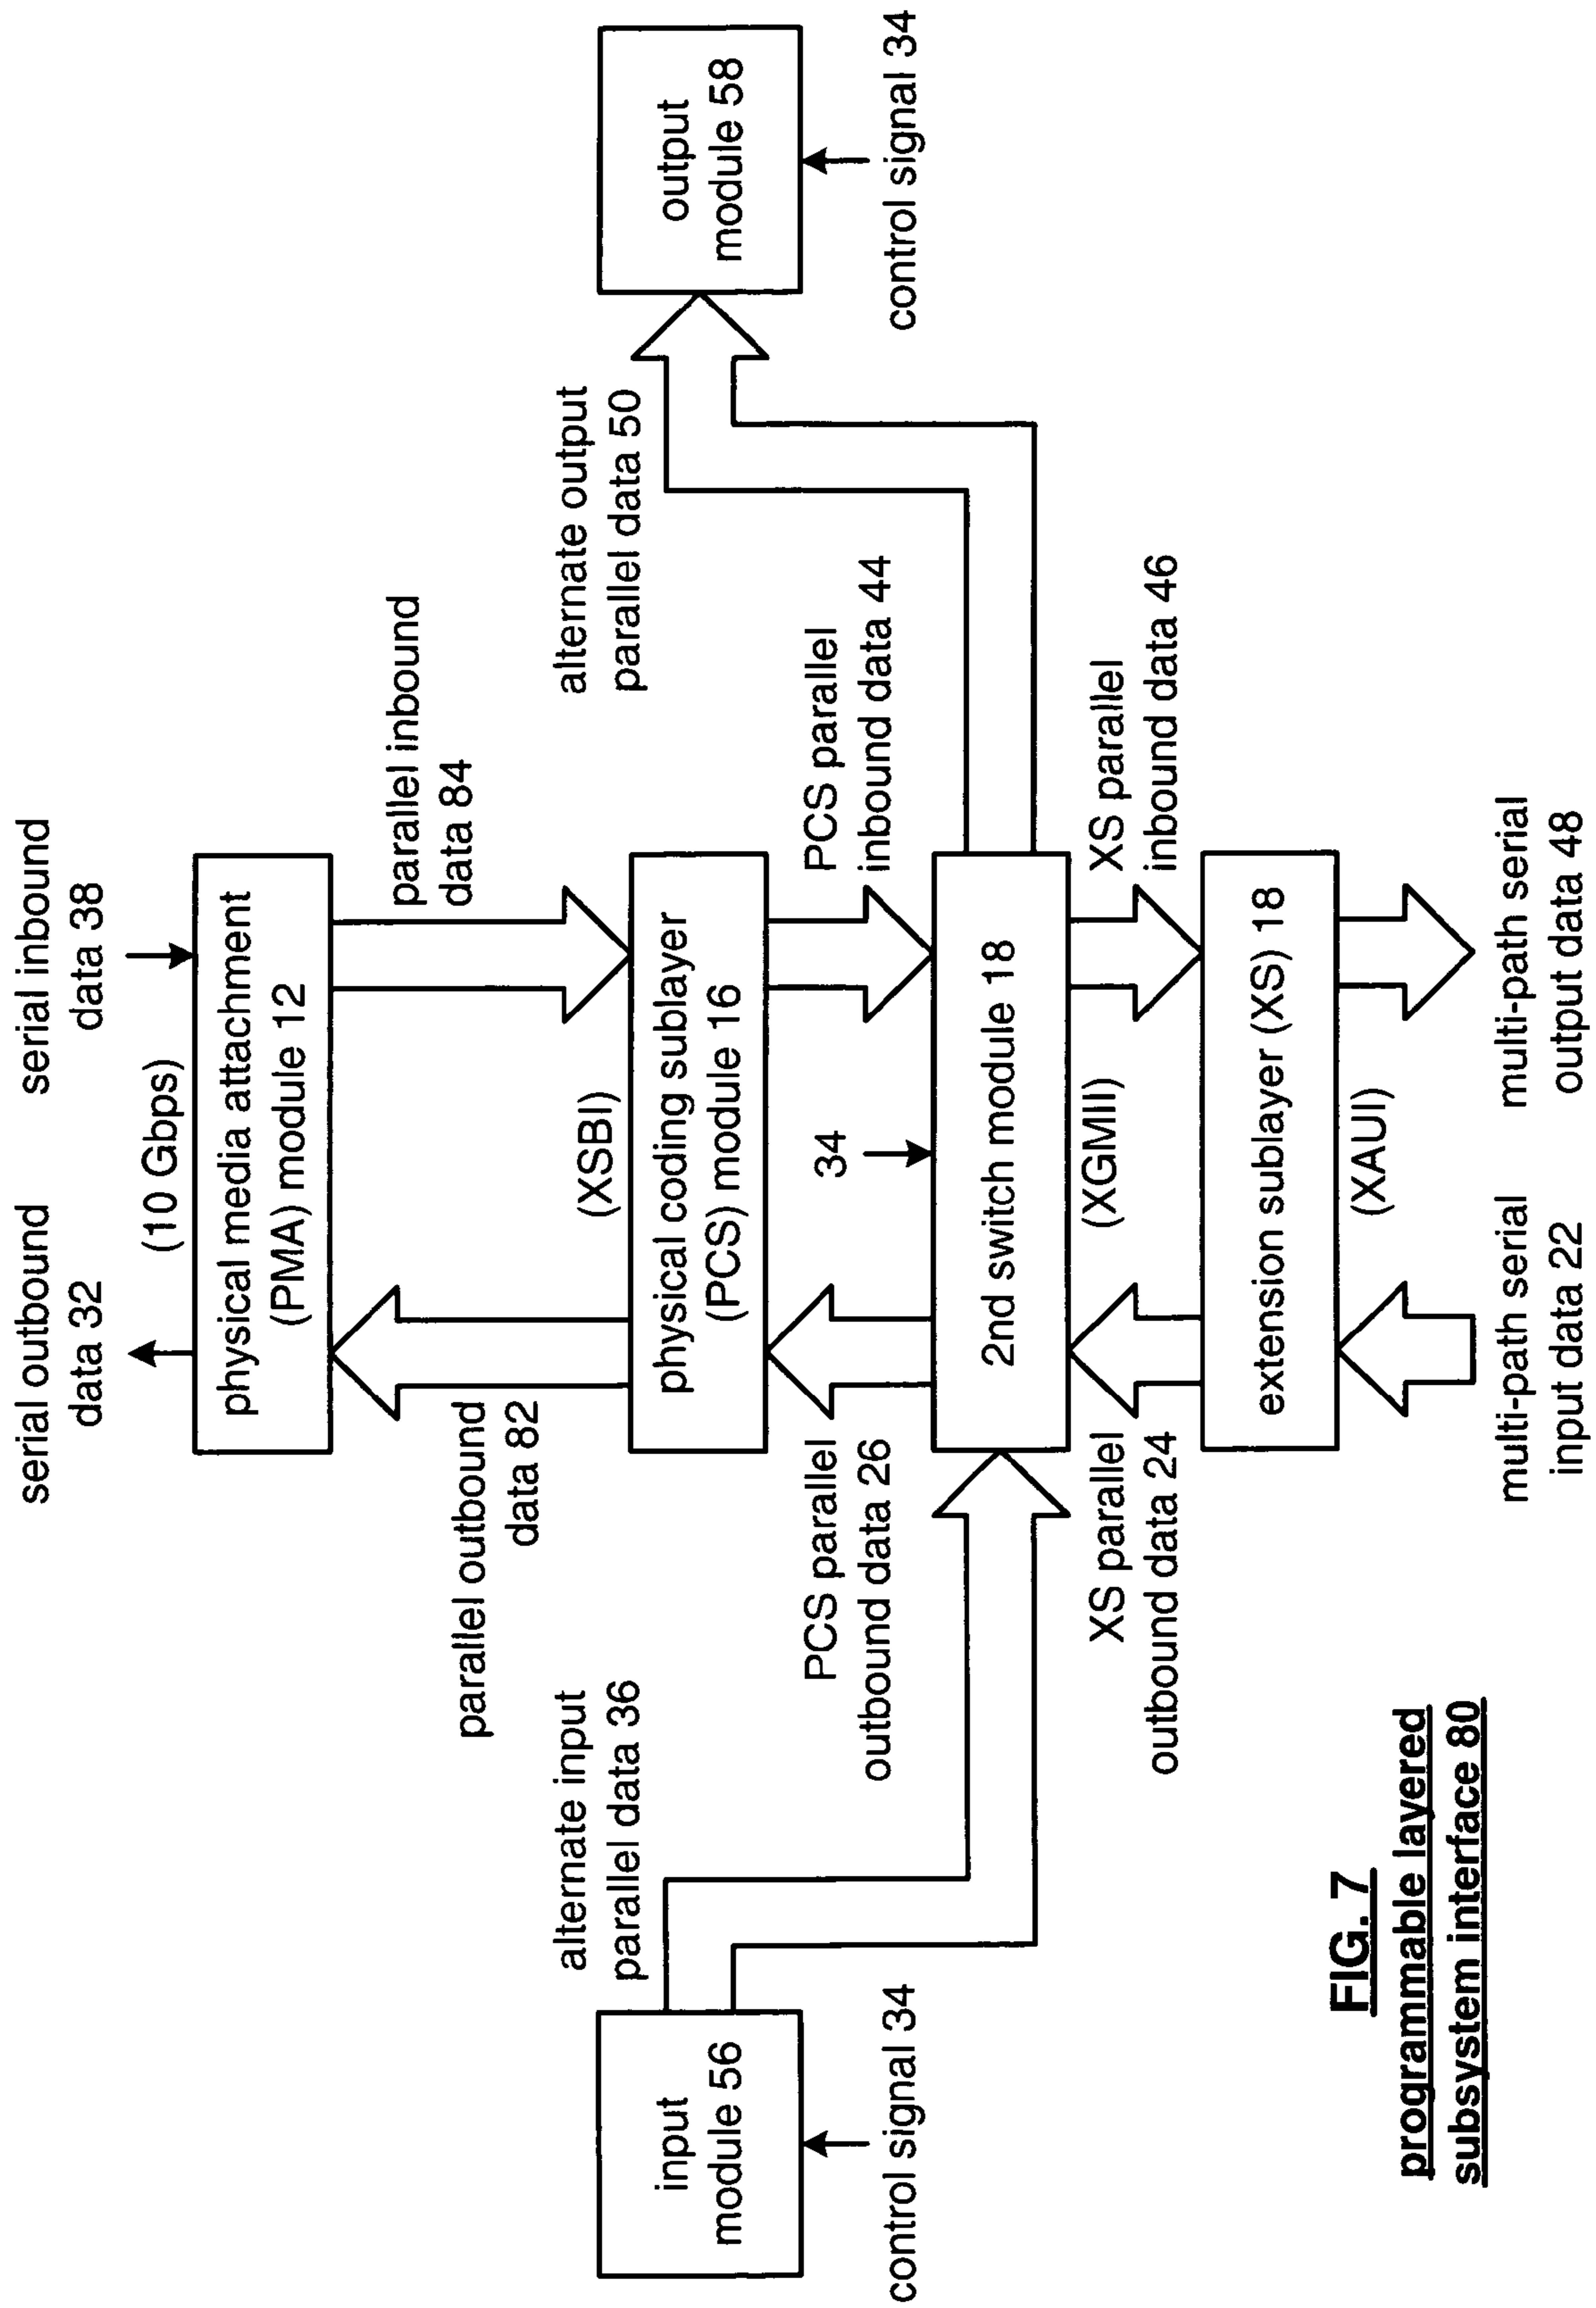 serial outbound
data 32
serial inbound
data 38
(10 Gbps)
physical media attachment
(PMA) module 12
parallel outbound
data 82
parallel inbound
data 84
(XSBI)
physical coding sublayer
(PCS) module 16
alternate input
parallel data 36
alternate output
parallel data 50
input
module 56
control signal 34
output
module 58
control signal 34
PCS parallel
outbound data 26
34
PCS parallel
inbound data 44
2nd switch module 18
XS parallel
outbound data 24
(XGMII)
XS parallel
inbound data 46
extension sublayer (XS) 18
(XAUI)
multi-path serial
input data 22
multi-path serial
output data 48
FIG. 7
programmable layered
subsystem interface 80